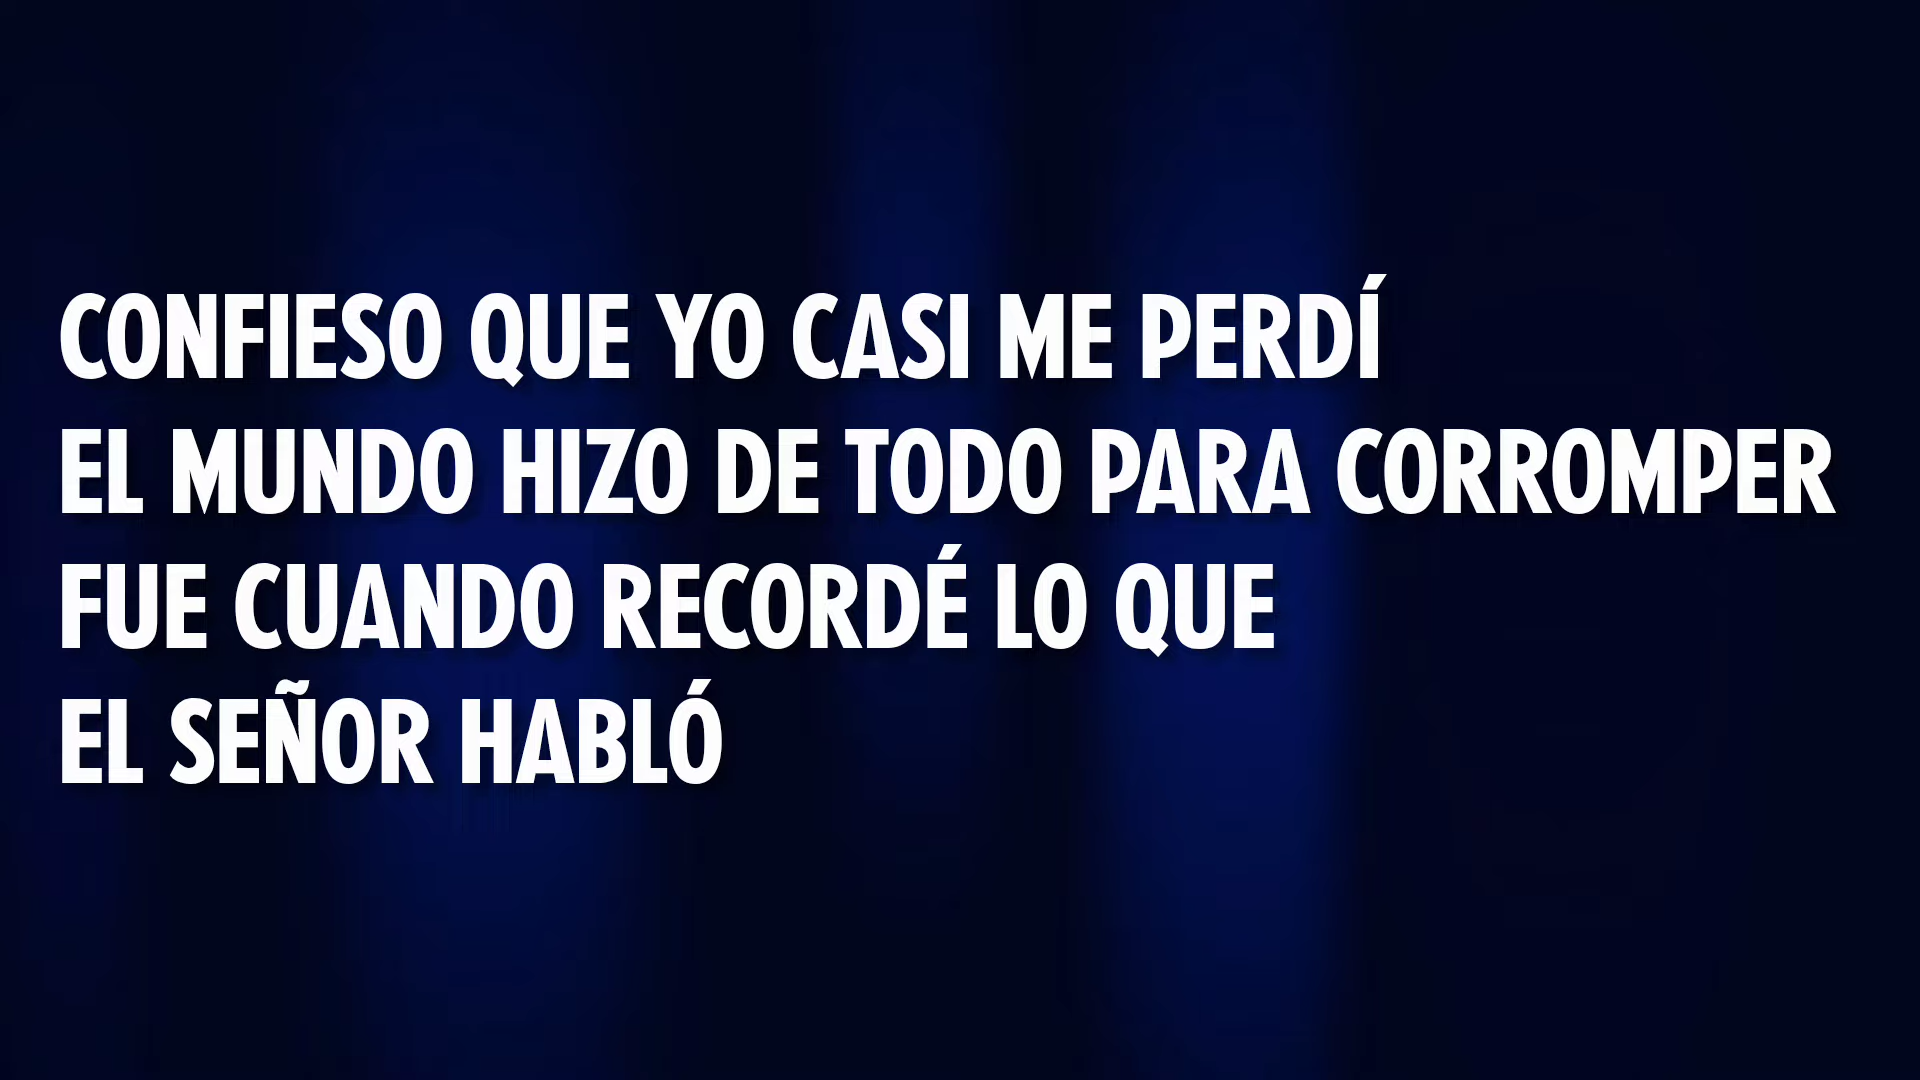 CONFIESO QUE YO CASI ME PERDÍ
EL MUNDO HIZO DE TODO PARA CORROMPER
FUE CUANDO RECORDÉ LO QUE
EL SEÑOR HABLÓ